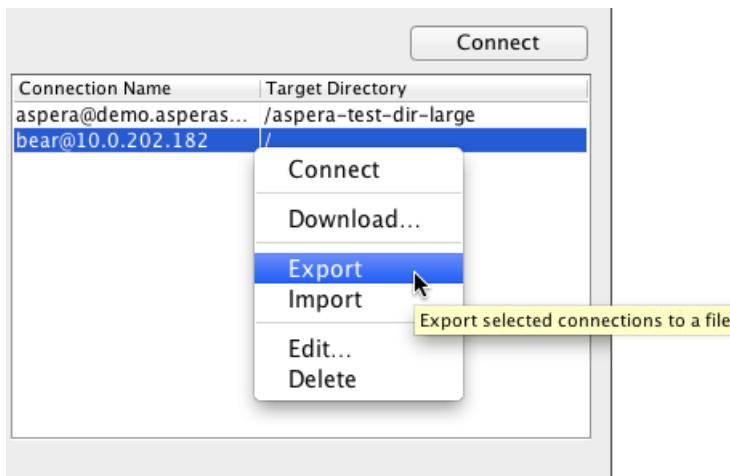 Connect
Connection Name Target Directory
aspera@demo.asperas... /aspera-test-dir-large
bear@10.0.202.182 /
Connect
Download...
Export
Import
Export selected connections to a file
Edit...
Delete